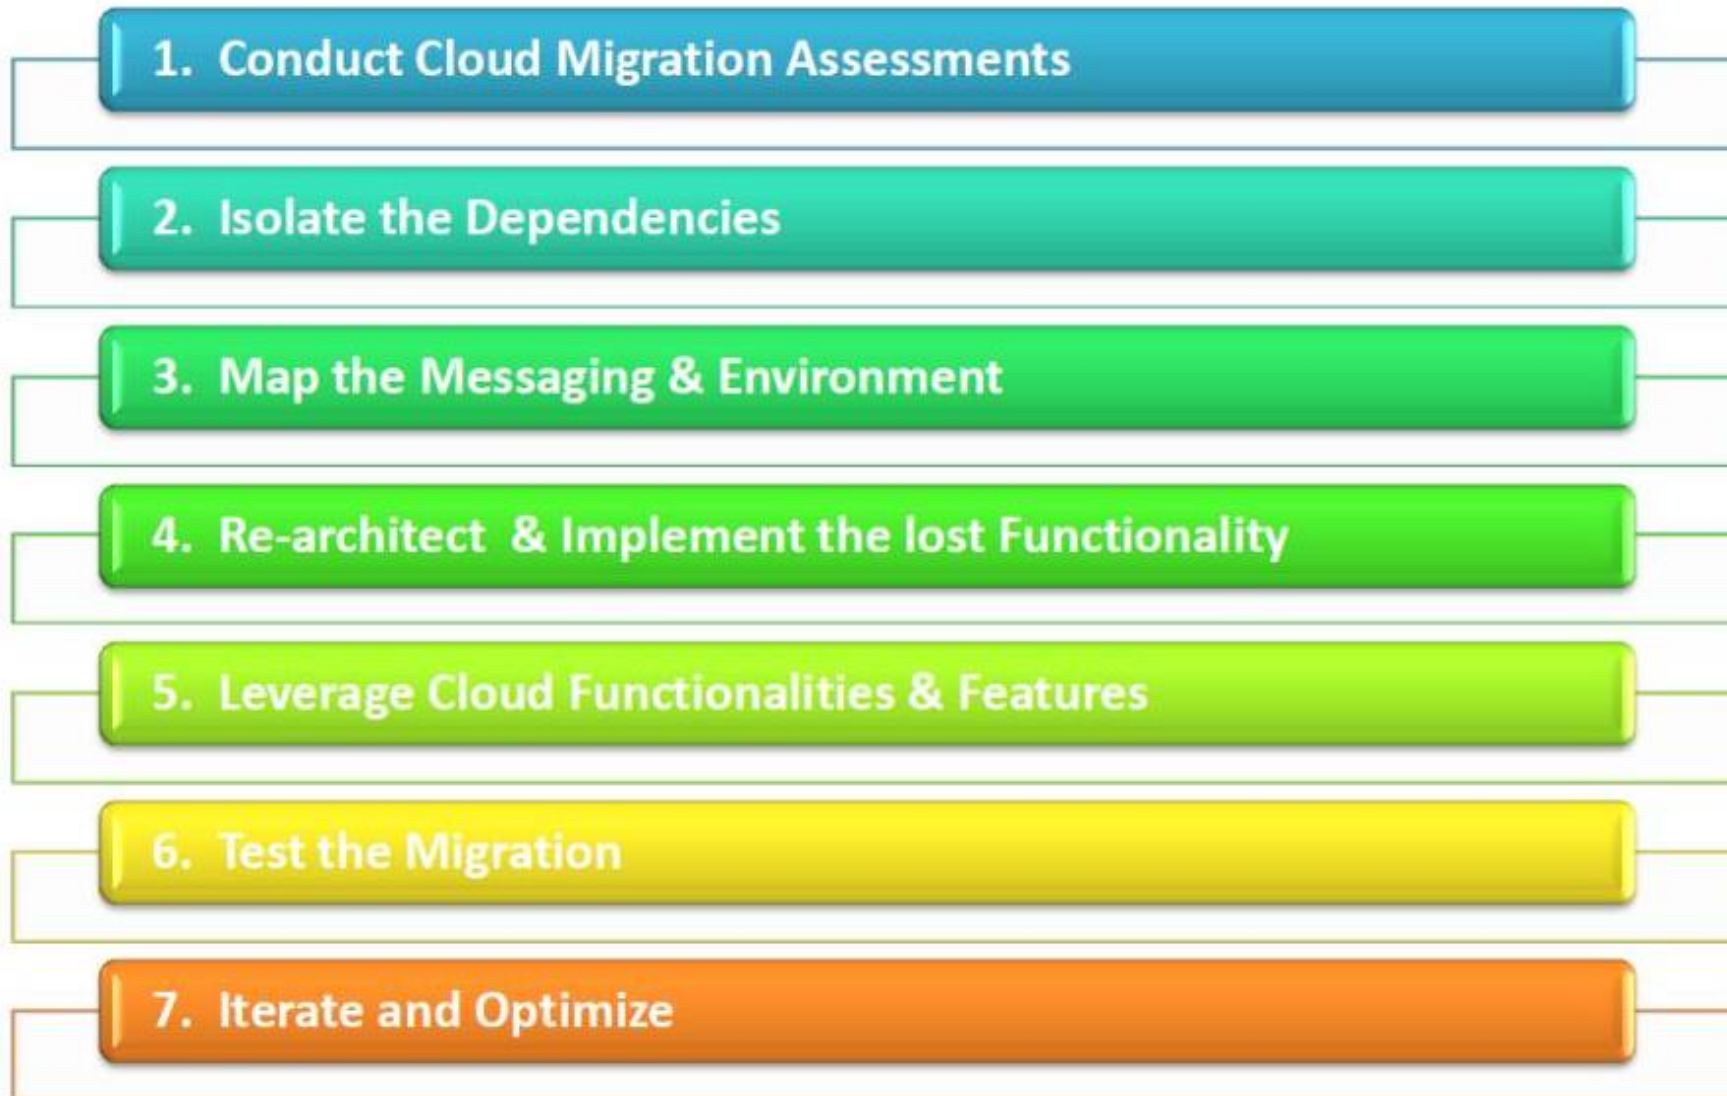 1. Conduct Cloud Migration Assessments
2. Isolate the Dependencies
3. Map the Messaging & Environment
4. Re-architect & Implement the lost Functionality
5. Leverage Cloud Functionalities & Features
6. Test the Migration
7. Iterate and Optimize